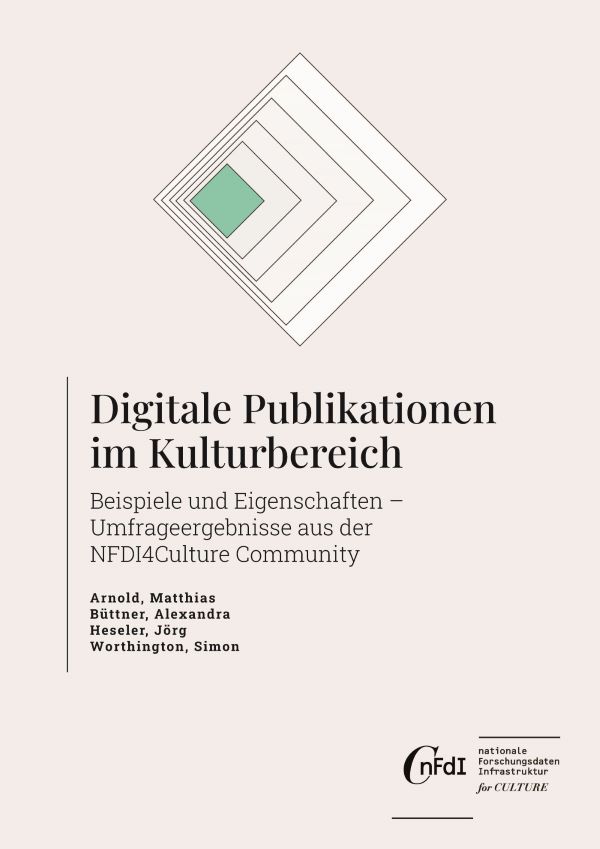 Digitale Publikationen
im Kulturbereich
Beispiele und Eigenschaften –
Umfrageergebnisse aus der
NFDI4Culture Community
Arnold, Matthias
Büttner, Alexandra
Heseler, Jörg
Worthington, Simon
CnFdI
nationale
Forschungsdaten
Infrastruktur
for CULTURE